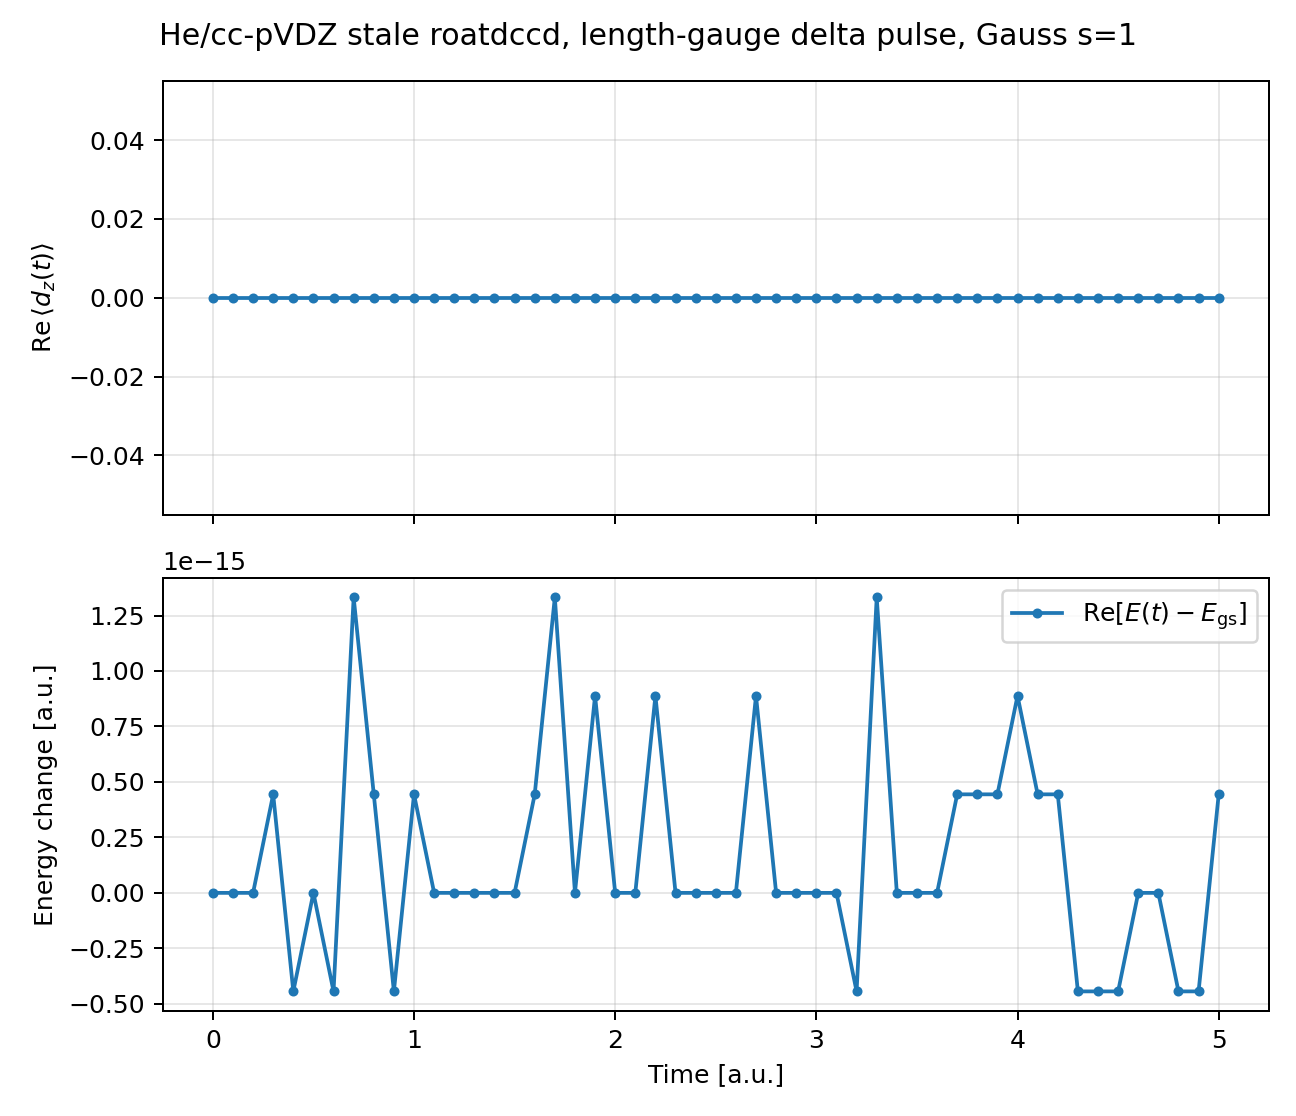 He/cc-pVDZ stale roatdccd, length-gauge delta pulse, Gauss s=1
0.04
0.02
0.00
−0.02
−0.04
Re⟨d_z(t)⟩
1e−15
1.25
1.00
0.75
0.50
0.25
0.00
−0.25
−0.50
Energy change [a.u.]
Re[E(t) − E_gs]
0 1 2 3 4 5
Time [a.u.]